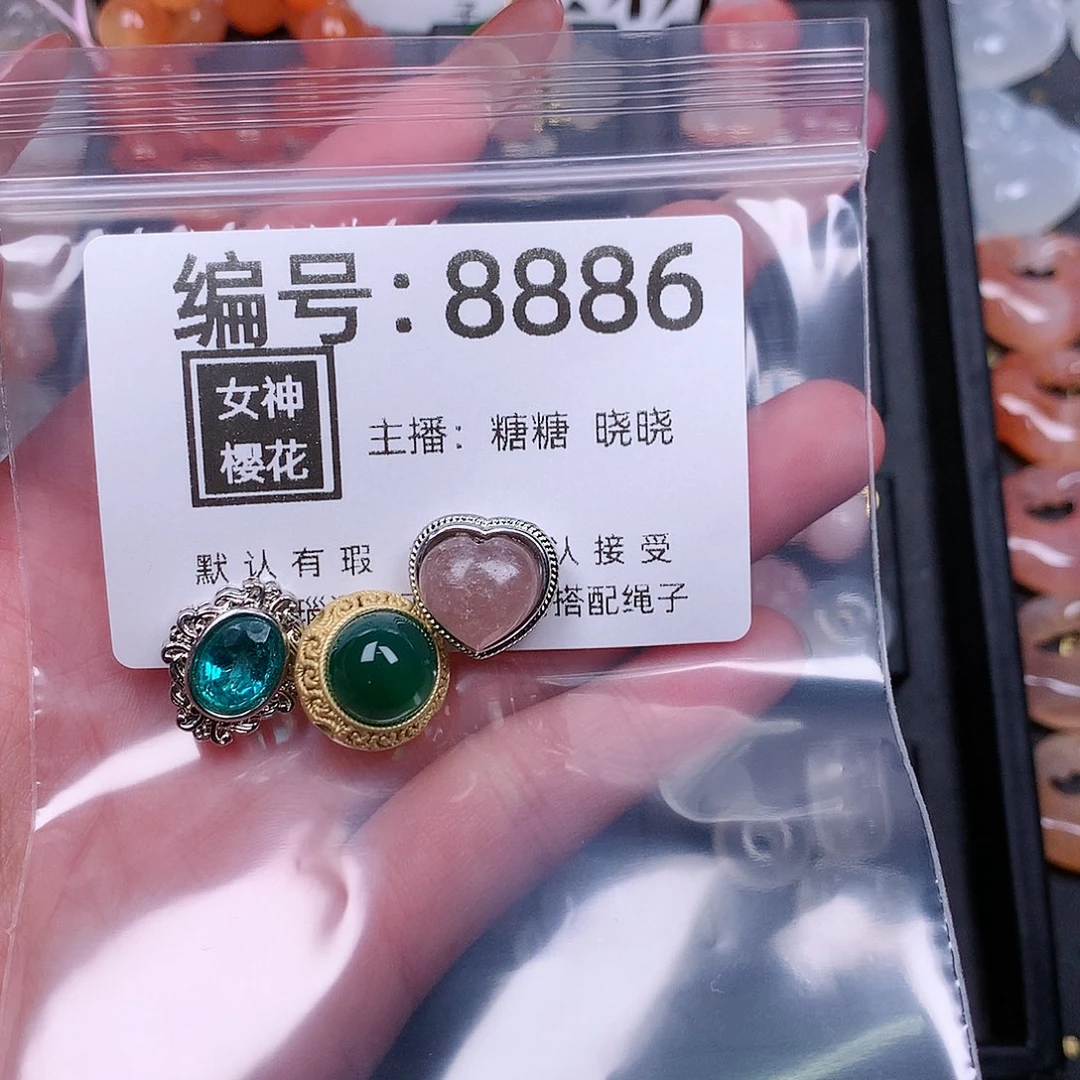 编号:8886
女神
樱花
主播: 糖糖 晓晓
默认有瑕 认接受
搭配绳子